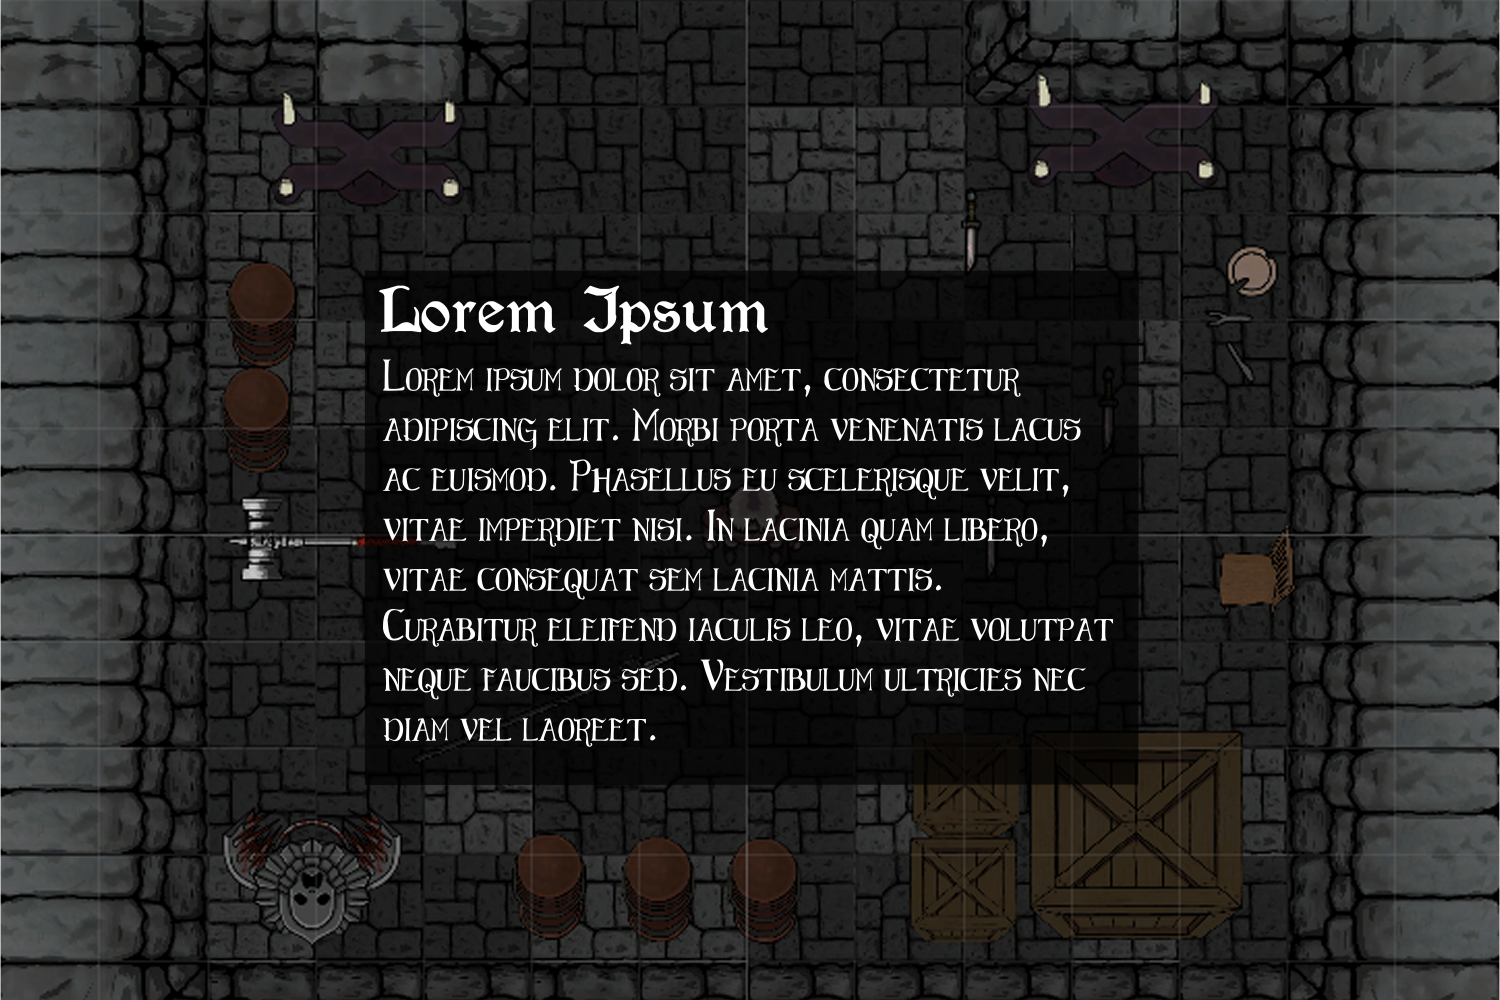 Lorem Ipsum
Lorem ipsum dolor sit amet, consectetur
adipiscing elit. Morbi porta venenatis lacus
ac euismod. Phasellus eu scelerisque velit,
vitae imperdiet nisi. In lacinia quam libero,
vitae consequat sem lacinia mattis.
Curabitur eleifend iaculis leo, vitae volutpat
neque faucibus sed. Vestibulum ultricies nec
diam vel laoreet.